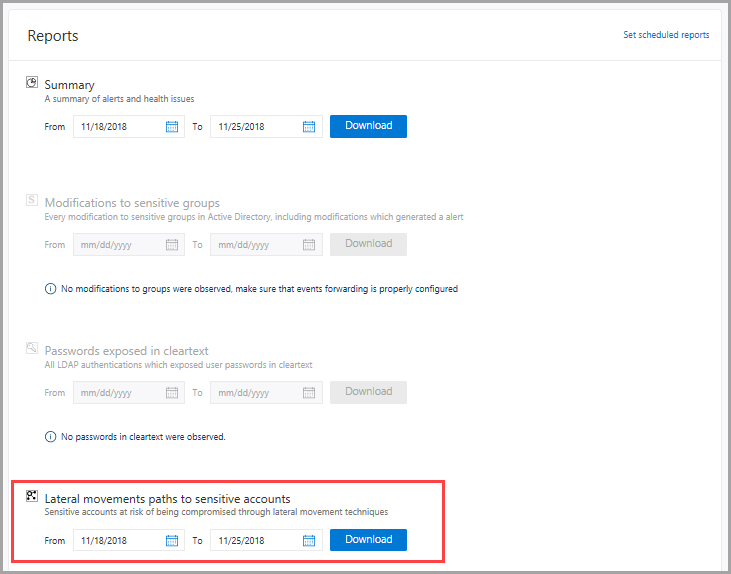 Reports
Set scheduled reports
Summary
A summary of alerts and health issues
From 11/18/2018 To 11/25/2018 Download
S
Modifications to sensitive groups
Every modification to sensitive groups in Active Directory, including modifications which generated a alert
From mm/dd/yyyy To mm/dd/yyyy Download
No modifications to groups were observed, make sure that events forwarding is properly configured
Passwords exposed in cleartext
All LDAP authentications which exposed user passwords in cleartext
From mm/dd/yyyy To mm/dd/yyyy Download
No passwords in cleartext were observed.
Lateral movements paths to sensitive accounts
Sensitive accounts at risk of being compromised through lateral movement techniques
From 11/18/2018 To 11/25/2018 Download